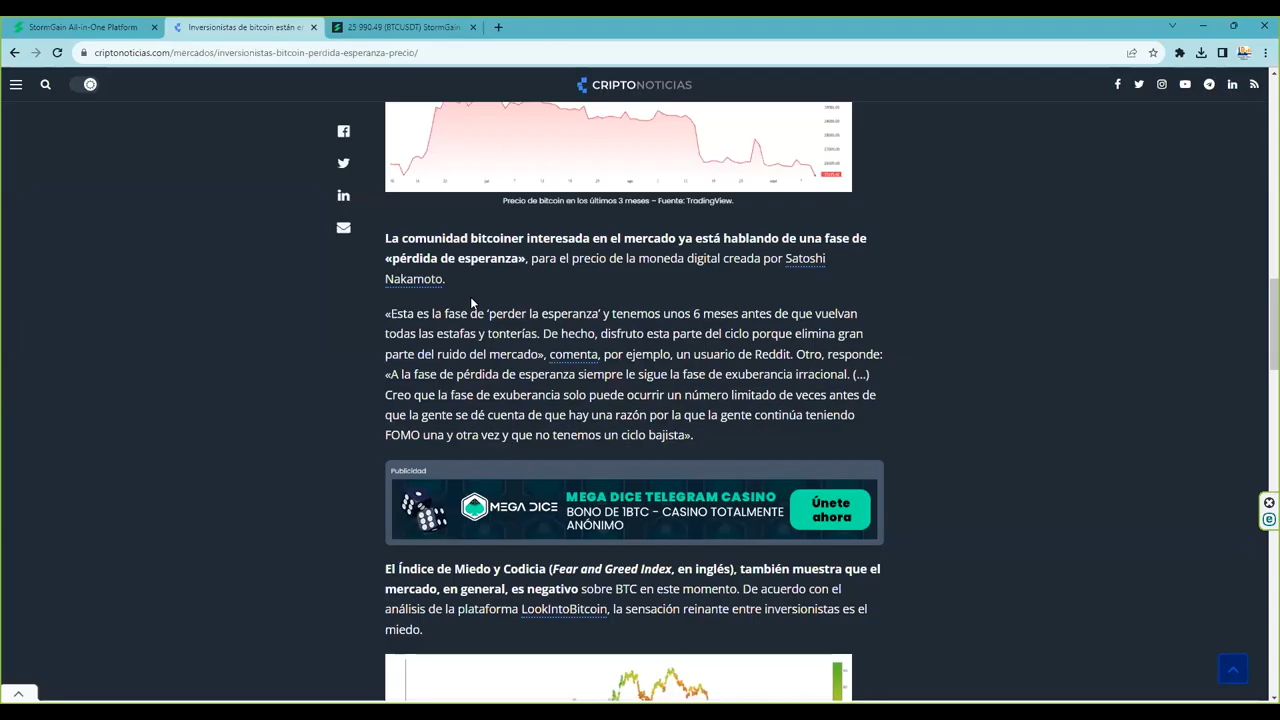 StormGain All-in-One Platform
Inversionistas de bitcoin están en
25 990.49 (BTCUSDT) StormGain
criptonoticias.com/mercados/inversionistas-bitcoin-perdida-esperanza-precio/
CRIPTONOTICIAS
Precio de bitcoin en los últimos 3 meses – Fuente: TradingView.
La comunidad bitcoiner interesada en el mercado ya está hablando de una fase de
«pérdida de esperanza», para el precio de la moneda digital creada por Satoshi
Nakamoto.
«Esta es la fase de ‘perder la esperanza’ y tenemos unos 6 meses antes de que vuelvan
todas las estafas y tonterías. De hecho, disfruto esta parte del ciclo porque elimina gran
parte del ruido del mercado», comenta, por ejemplo, un usuario de Reddit. Otro, responde:
«A la fase de pérdida de esperanza siempre le sigue la fase de exuberancia irracional. (…)
Creo que la fase de exuberancia solo puede ocurrir un número limitado de veces antes de
que la gente se dé cuenta de que hay una razón por la que la gente continúa teniendo
FOMO una y otra vez y que no tenemos un ciclo bajista».
Publicidad
MEGA DICE
MEGA DICE TELEGRAM CASINO
BONO DE 1BTC - CASINO TOTALMENTE
ANÓNIMO
Únete
ahora
El Índice de Miedo y Codicia (Fear and Greed Index, en inglés), también muestra que el
mercado, en general, es negativo sobre BTC en este momento. De acuerdo con el
análisis de la plataforma LookIntoBitcoin, la sensación reinante entre inversionistas es el
miedo.